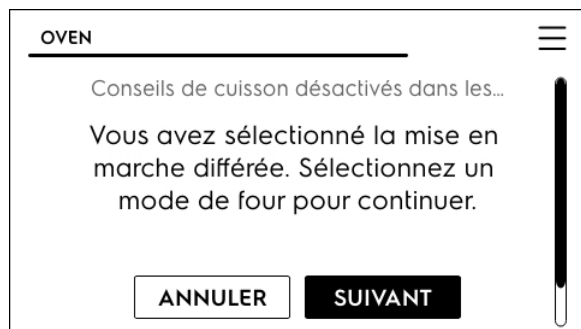 OVEN
Conseils de cuisson désactivés dans les...
Vous avez sélectionné la mise en
marche différée. Sélectionnez un
mode de four pour continuer.
ANNULER SUIVANT